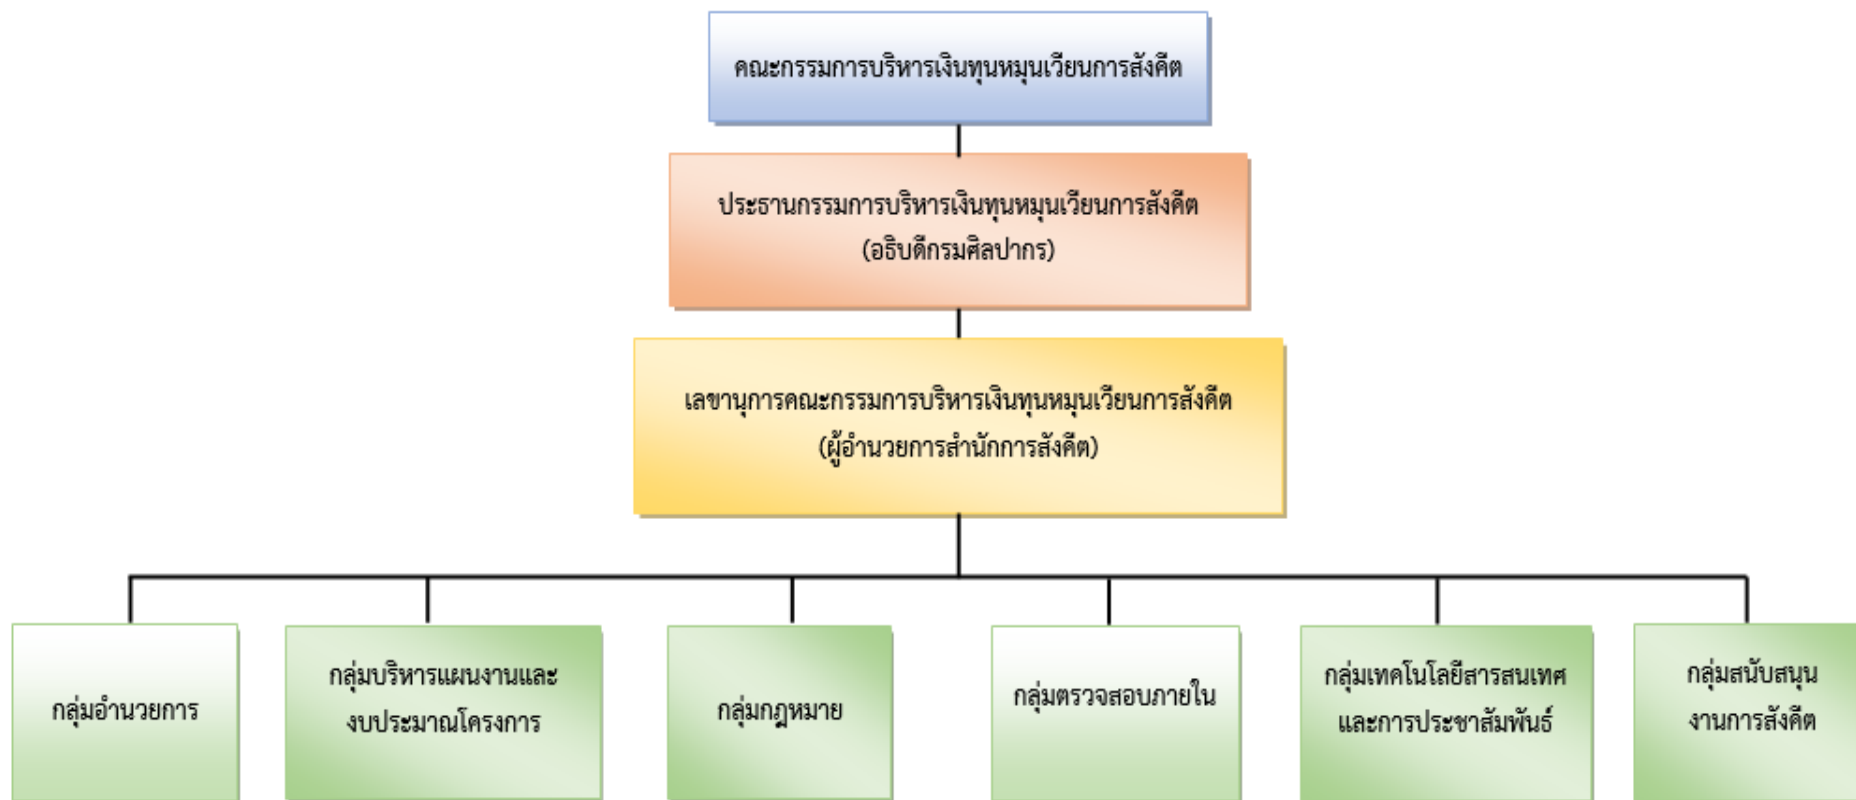 คณะกรรมการบริหารเงินทุนหมุนเวียนการสังคีต
ประธานกรรมการบริหารเงินทุนหมุนเวียนการสังคีต
(อธิบดีกรมศิลปากร)
เลขานุการคณะกรรมการบริหารเงินทุนหมุนเวียนการสังคีต
(ผู้อำนวยการสำนักการสังคีต)
กลุ่มอำนวยการ
กลุ่มบริหารแผนงานและ
งบประมาณโครงการ
กลุ่มกฎหมาย
กลุ่มตรวจสอบภายใน
กลุ่มเทคโนโลยีสารสนเทศ
และการประชาสัมพันธ์
กลุ่มสนับสนุน
งานการสังคีต